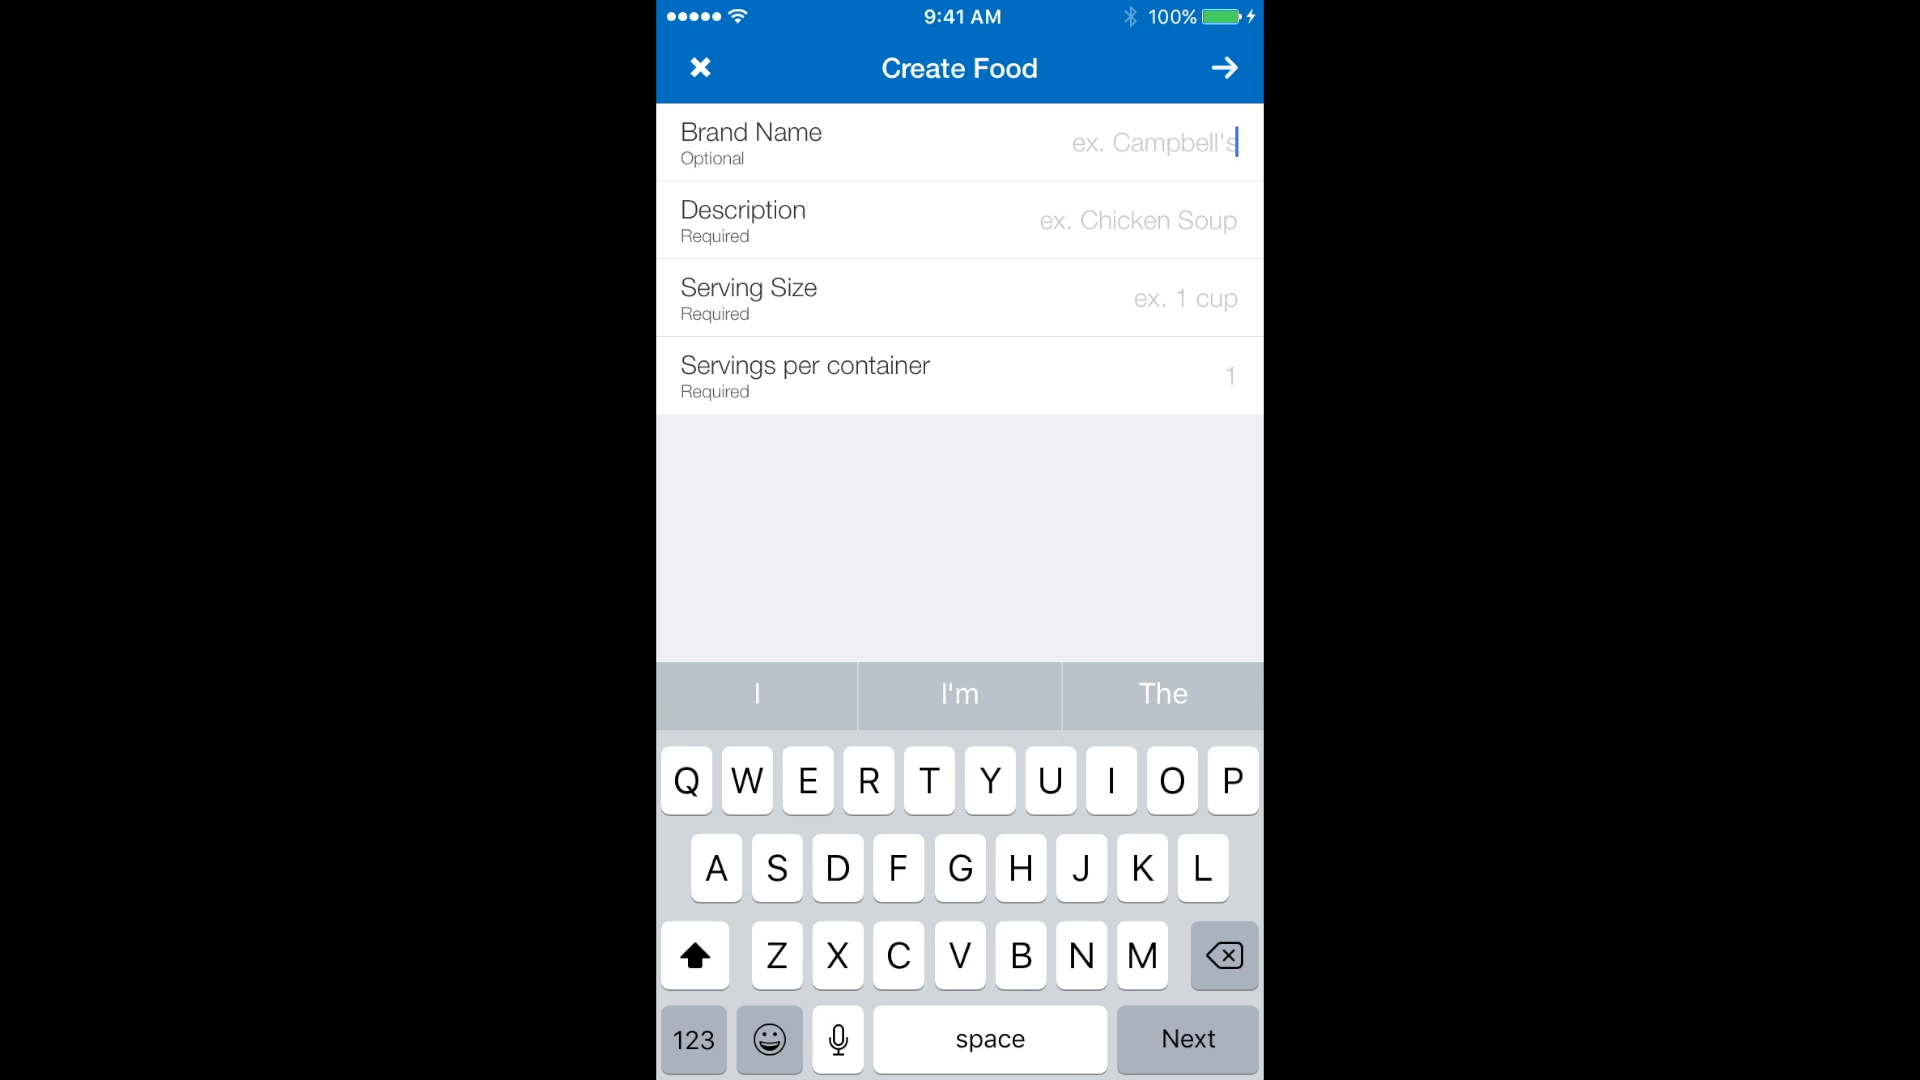 9:41 AM 100%
Create Food
Brand Name ex. Campbell's
Optional
Description ex. Chicken Soup
Required
Serving Size ex. 1 cup
Required
Servings per container 1
Required
I I'm The
Q W E R T Y U I O P
A S D F G H J K L
Z X C V B N M
123 space Next